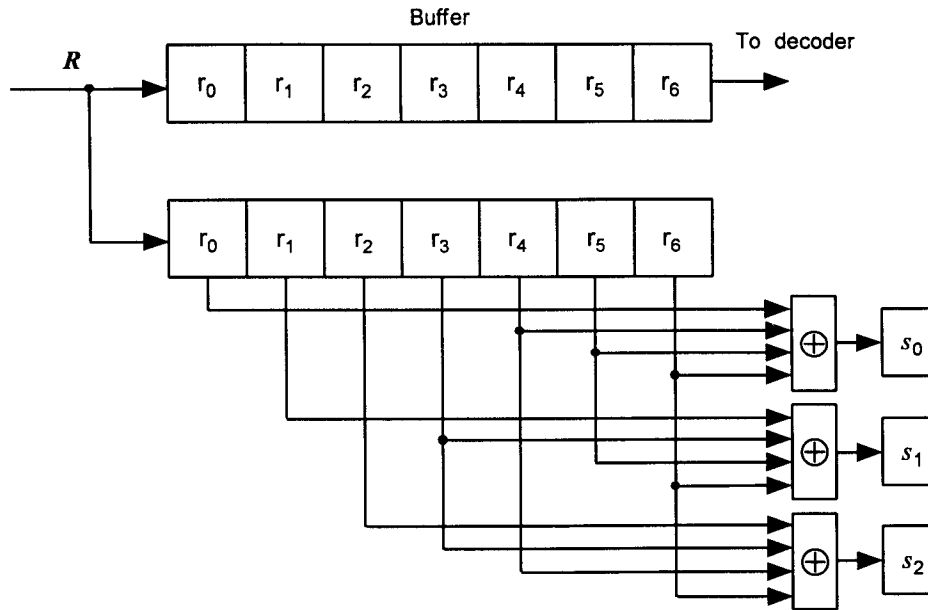 Buffer
R
r0 r1 r2 r3 r4 r5 r6
To decoder
r0 r1 r2 r3 r4 r5 r6
⊕ s0
⊕ s1
⊕ s2